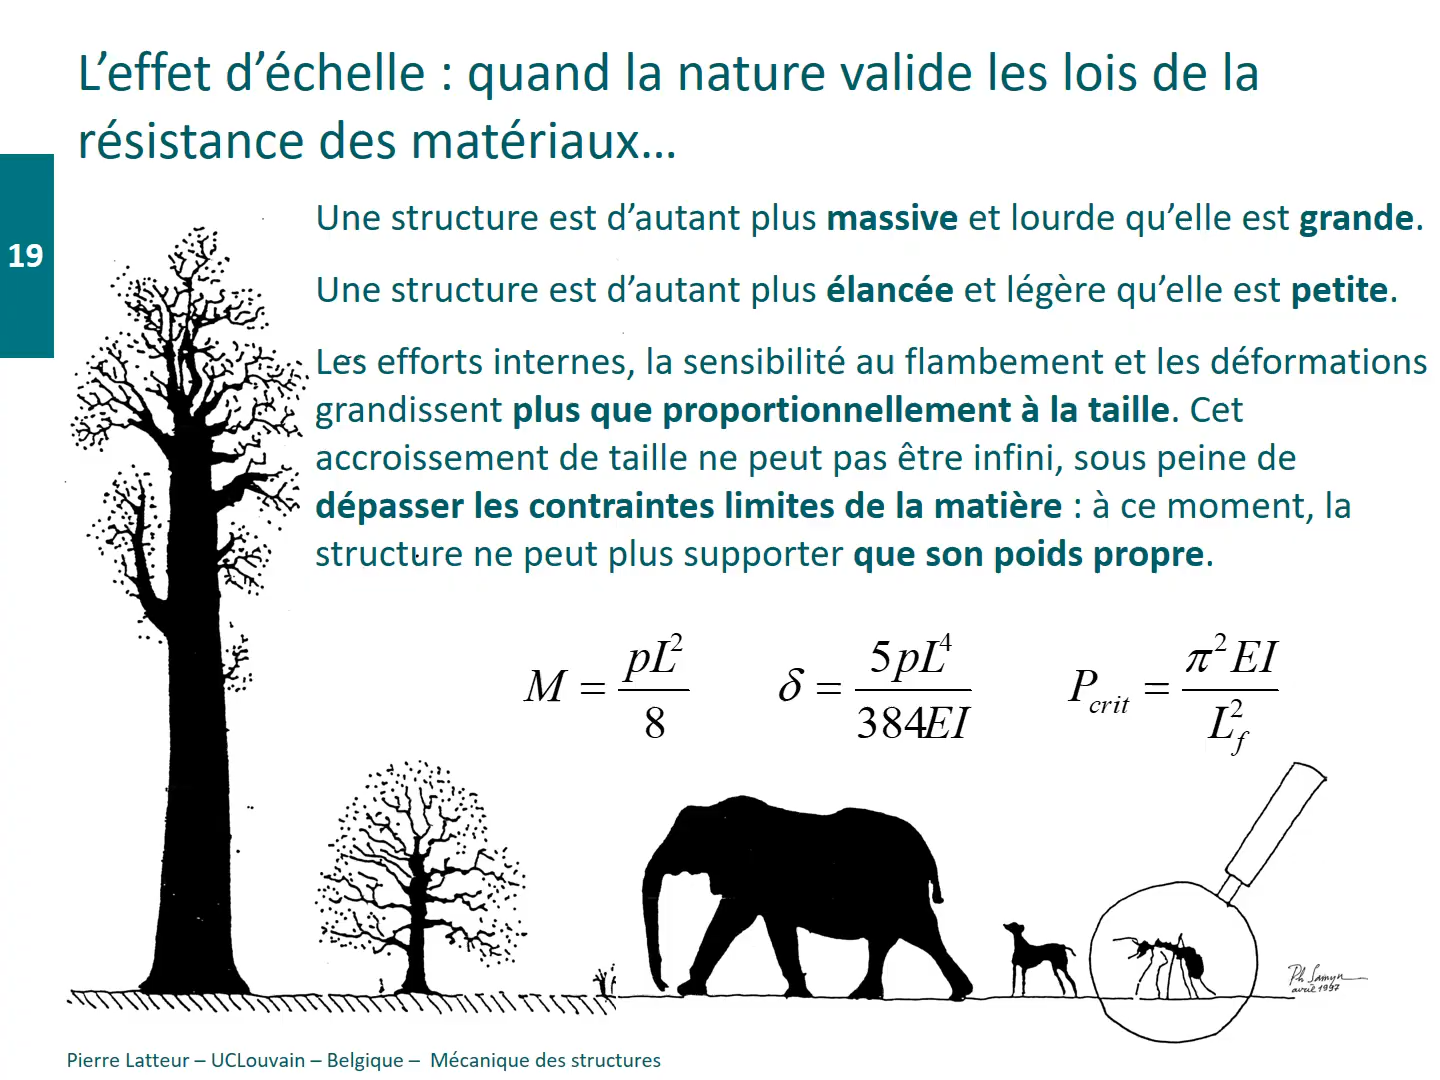 L’effet d’échelle : quand la nature valide les lois de la
résistance des matériaux...
19
Une structure est d’autant plus massive et lourde qu’elle est grande.
Une structure est d’autant plus élancée et légère qu’elle est petite.
Les efforts internes, la sensibilité au flambement et les déformations
grandissent plus que proportionnellement à la taille. Cet
accroissement de taille ne peut pas être infini, sous peine de
dépasser les contraintes limites de la matière : à ce moment, la
structure ne peut plus supporter que son poids propre.
M = pL²/8 δ = 5pL⁴/384EI P_crit = π²EI/L_f²
Ph Samyn
avril 1997
Pierre Latteur – UCLouvain – Belgique – Mécanique des structures